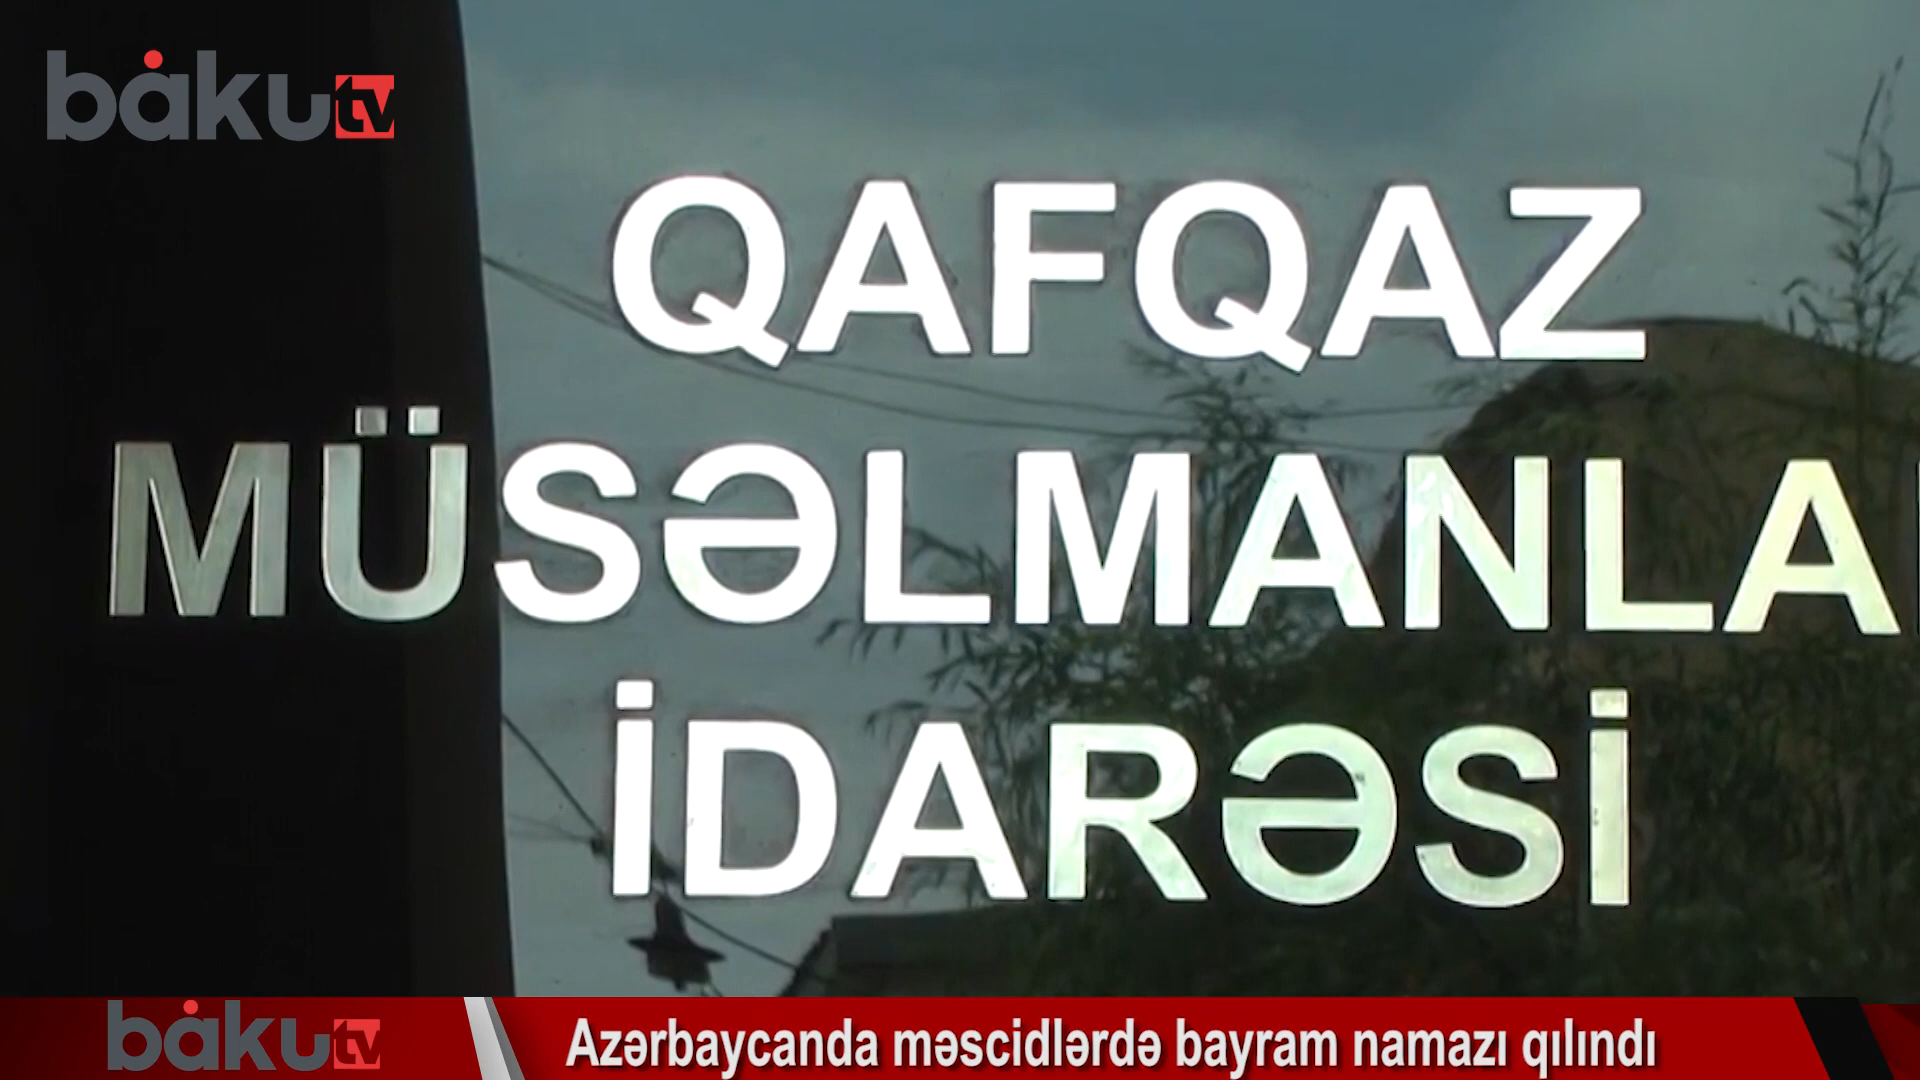 bakutv
QAFQAZ
MÜSƏLMANLA
İDARƏSİ
bakutv
Azərbaycanda məscidlərdə bayram namazı qılındı